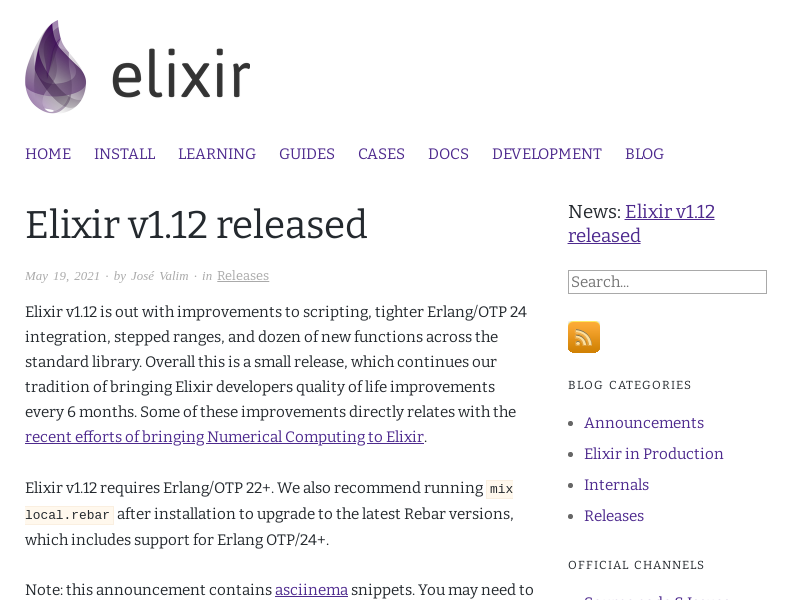 elixir
HOME INSTALL LEARNING GUIDES CASES DOCS DEVELOPMENT BLOG
Elixir v1.12 released
May 19, 2021 · by José Valim · in Releases
Elixir v1.12 is out with improvements to scripting, tighter Erlang/OTP 24
integration, stepped ranges, and dozen of new functions across the
standard library. Overall this is a small release, which continues our
tradition of bringing Elixir developers quality of life improvements
every 6 months. Some of these improvements directly relates with the
recent efforts of bringing Numerical Computing to Elixir.
Elixir v1.12 requires Erlang/OTP 22+. We also recommend running mix
local.rebar after installation to upgrade to the latest Rebar versions,
which includes support for Erlang OTP/24+.
Note: this announcement contains asciinema snippets. You may need to
News: Elixir v1.12
released
Search...
BLOG CATEGORIES
Announcements
Elixir in Production
Internals
Releases
OFFICIAL CHANNELS